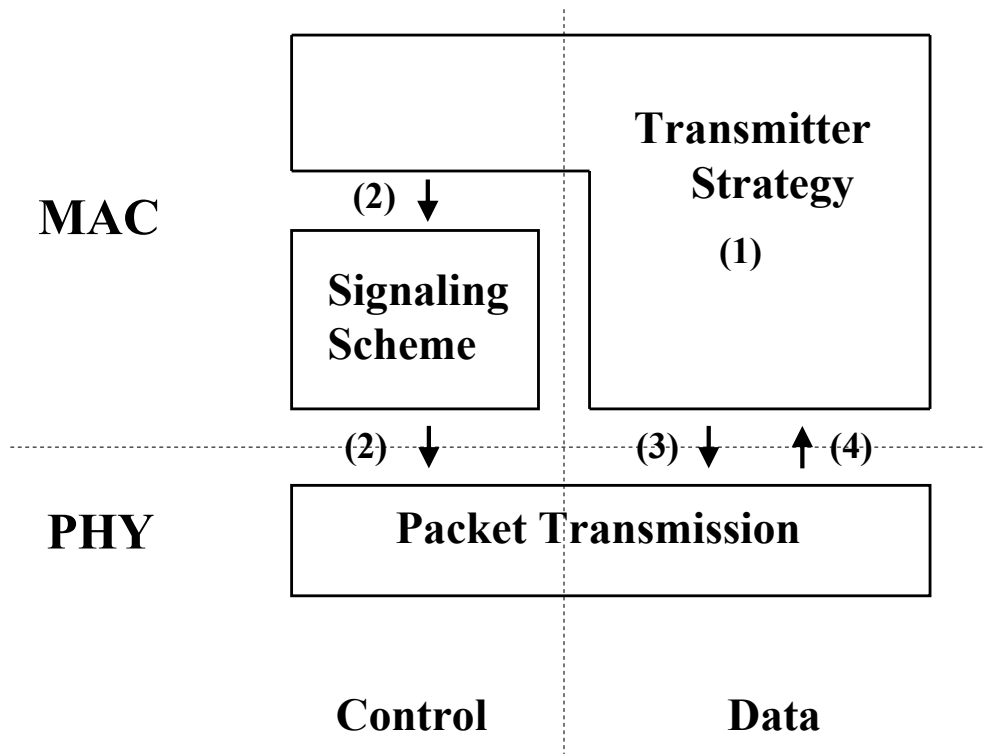 Transmitter
Strategy
(1)
(2)
MAC
Signaling
Scheme
(2)
(3)
(4)
PHY
Packet Transmission
Control
Data